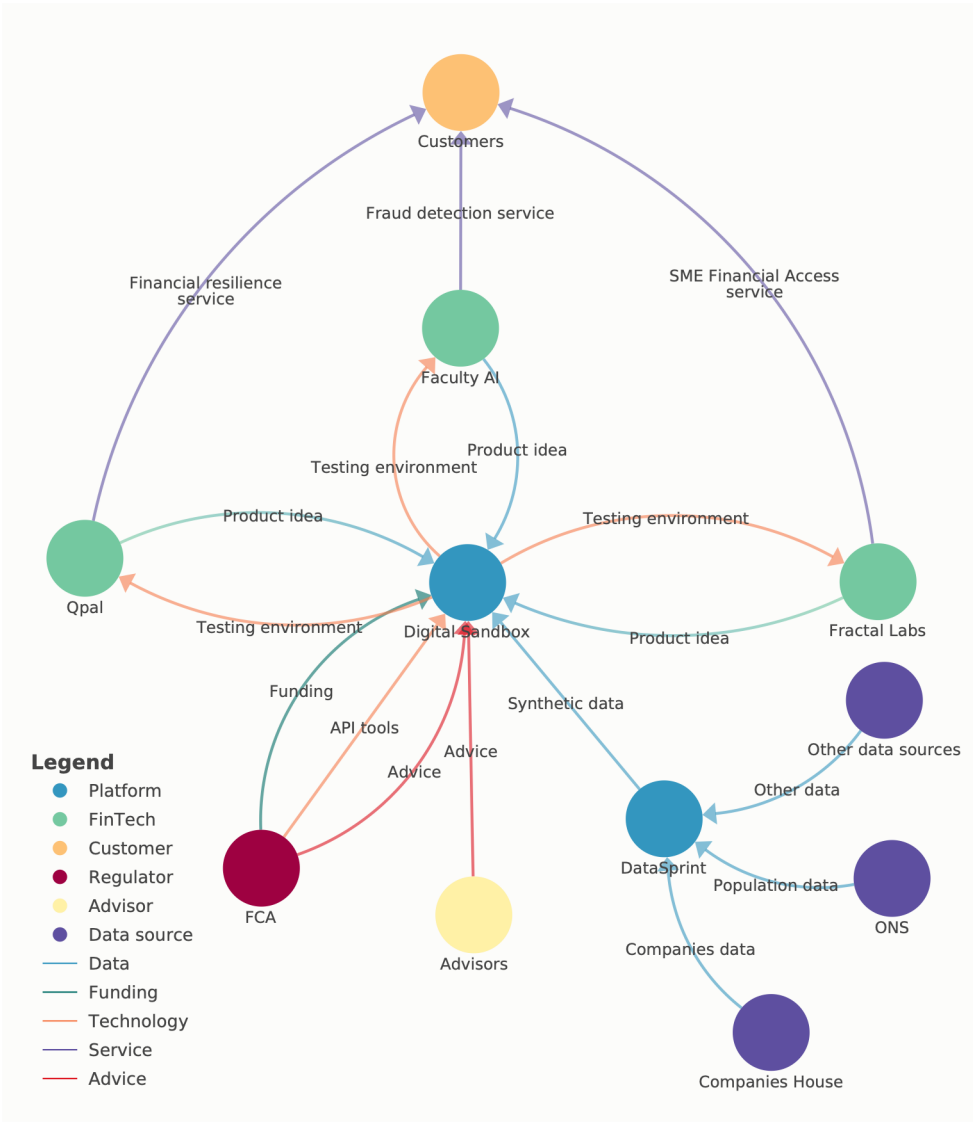 Customers
Fraud detection service
Financial resilience
service
SME Financial Access
service
Faculty AI
Product idea
Testing environment
Product idea
Testing environment
Qpal
Testing environment
Digital Sandbox
Fractal Labs
Product idea
Funding
Synthetic data
API tools
Advice
Advice
Other data sources
Other data
Legend
Platform
FinTech
Customer
Regulator
Advisor
Data source
Data
Funding
Technology
Service
Advice
DataSprint
Population data
FCA
ONS
Companies data
Advisors
Companies House